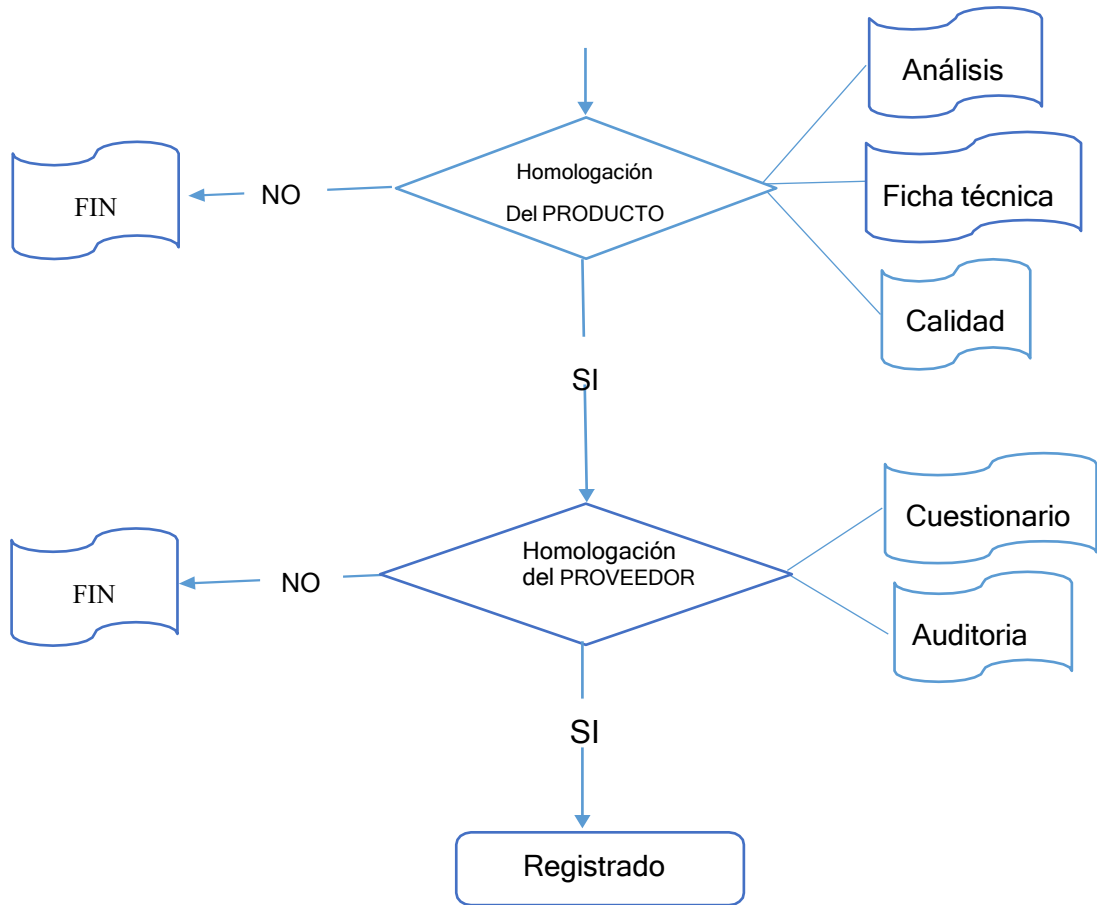 Análisis
Homologación
Del PRODUCTO
Ficha técnica
NO
FIN
Calidad
SI
Cuestionario
Homologación
del PROVEEDOR
NO
FIN
Auditoria
SI
Registrado